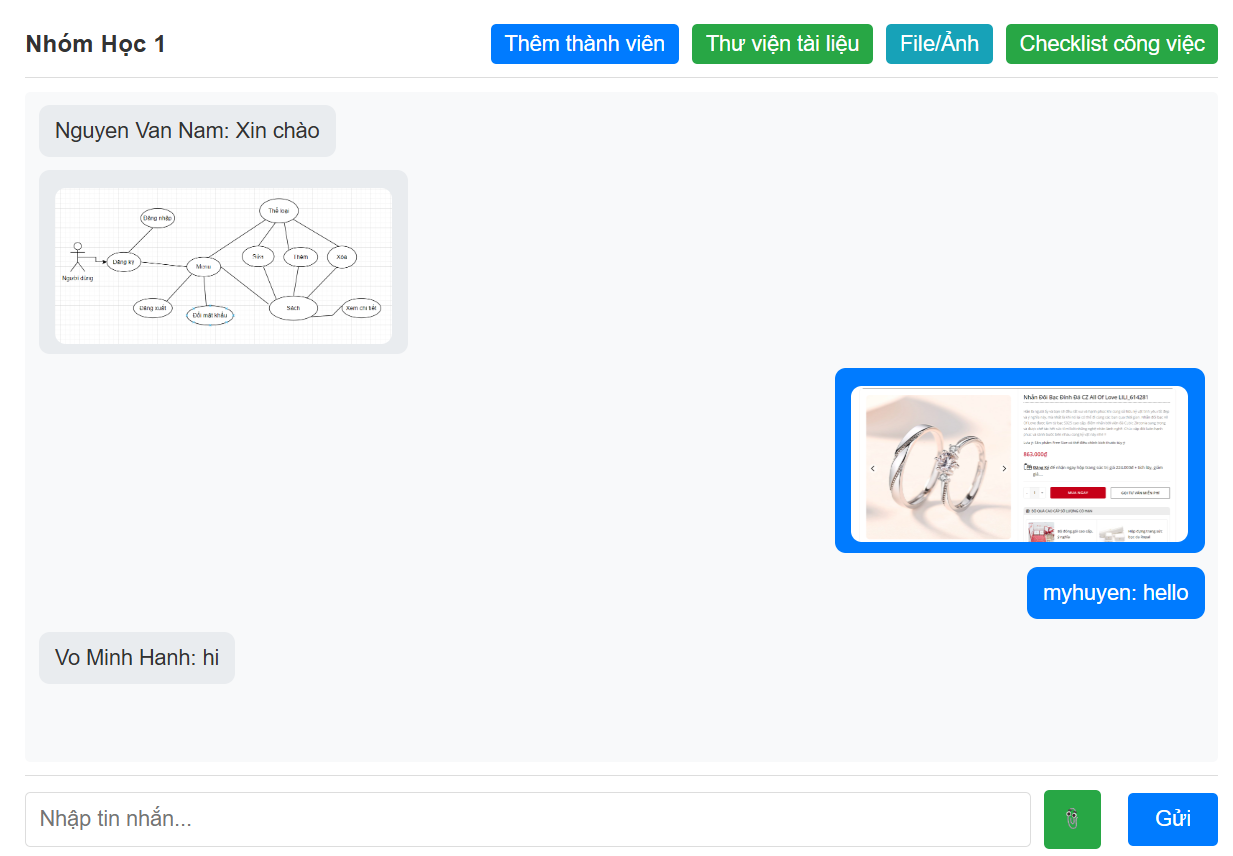 Nhóm Học 1
Thêm thành viên
Thư viện tài liệu
File/Ảnh
Checklist công việc
Nguyen Van Nam: Xin chào
Thể loại
Đăng nhập
Sửa
Thêm
Xóa
Đăng ký
Menu
Người dùng
Đăng xuất
Đổi mật khẩu
Sách
Xem chi tiết
Nhẫn Đôi Bạc Đính Đá CZ All Of Love LILI_614281
863.000₫
MUA NGAY
myhuyen: hello
Vo Minh Hanh: hi
Nhập tin nhắn...
Gửi